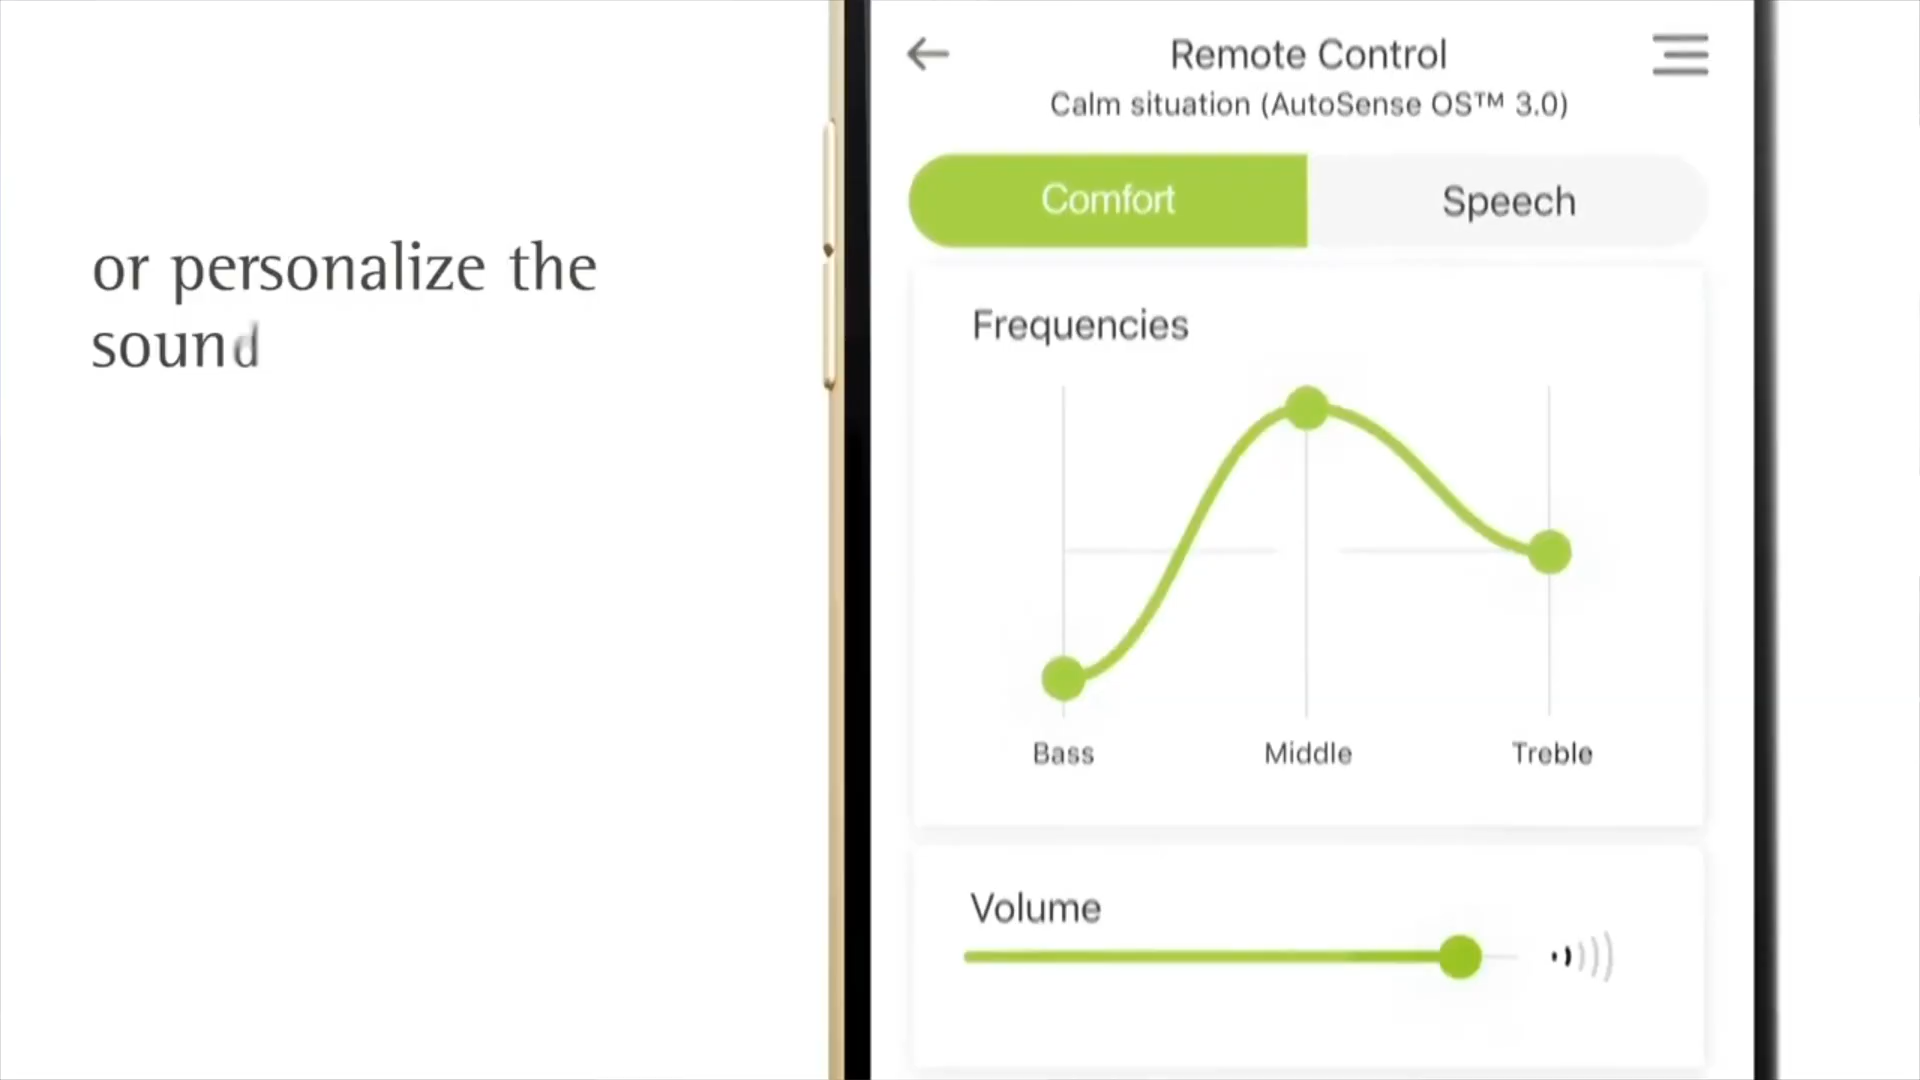 or personalize the
sound
Remote Control
Calm situation (AutoSense OS™ 3.0)
Comfort
Speech
Frequencies
Bass
Middle
Treble
Volume